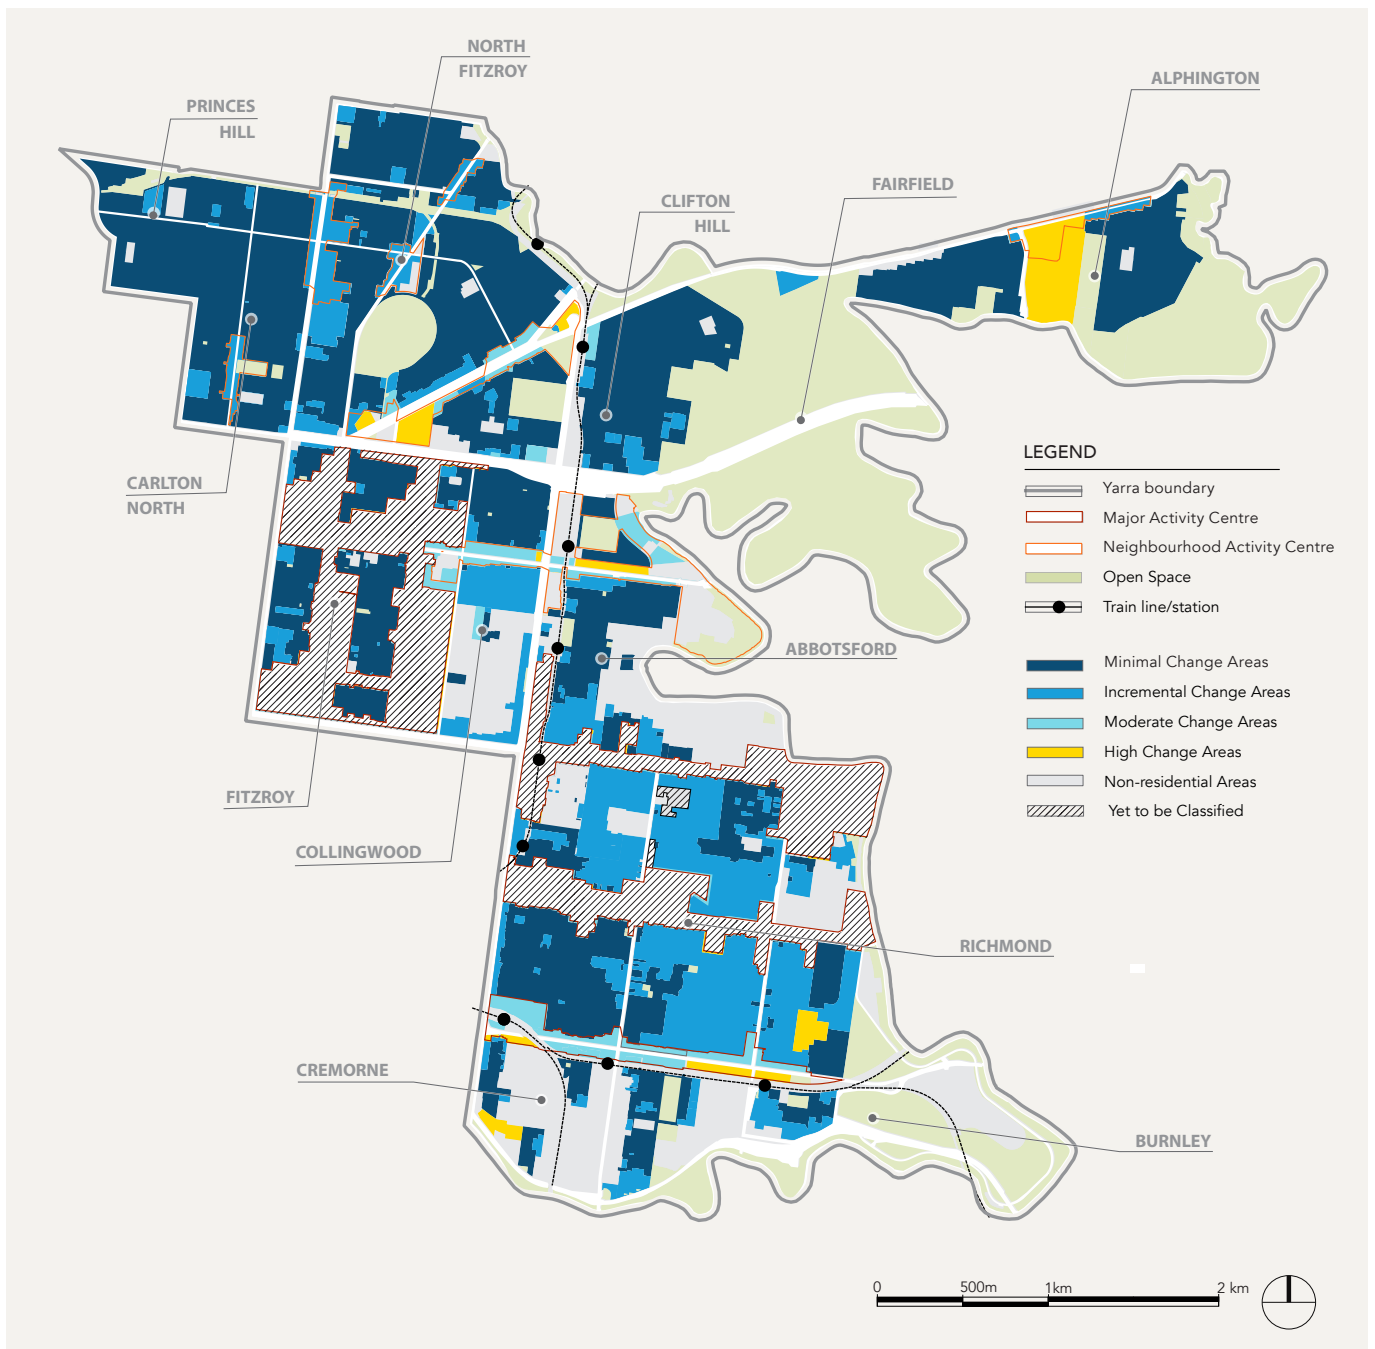 NORTH
FITZROY
ALPHINGTON
PRINCES
HILL
FAIRFIELD
CLIFTON
HILL
LEGEND
Yarra boundary
Major Activity Centre
Neighbourhood Activity Centre
Open Space
Train line/station
Minimal Change Areas
Incremental Change Areas
Moderate Change Areas
High Change Areas
Non-residential Areas
Yet to be Classified
CARLTON
NORTH
ABBOTSFORD
FITZROY
COLLINGWOOD
RICHMOND
CREMORNE
BURNLEY
0 500m 1km 2 km